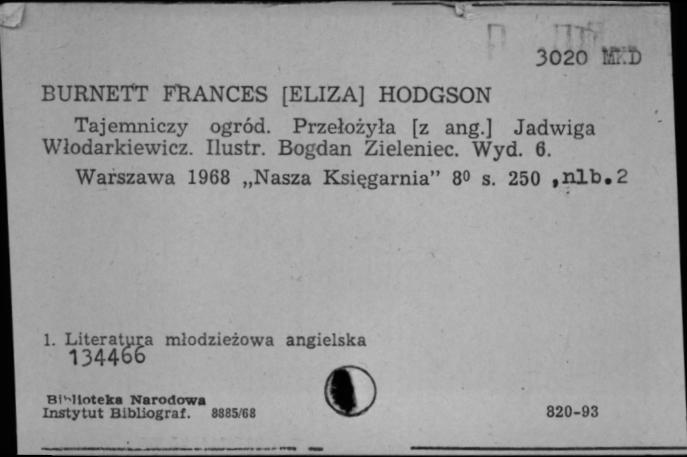 3020 MKD
BURNETT FRANCES [ELIZA] HODGSON
Tajemniczy ogród. Przełożyła [z ang.] Jadwiga
Włodarkiewicz. Ilustr. Bogdan Zieleniec. Wyd. 6.
Warszawa 1968 „Nasza Księgarnia” 8⁰ s. 250 ,nlb.2
1. Literatura młodzieżowa angielska
134466
Biblioteka Narodowa
Instytut Bibliograf. 8885/68 820-93